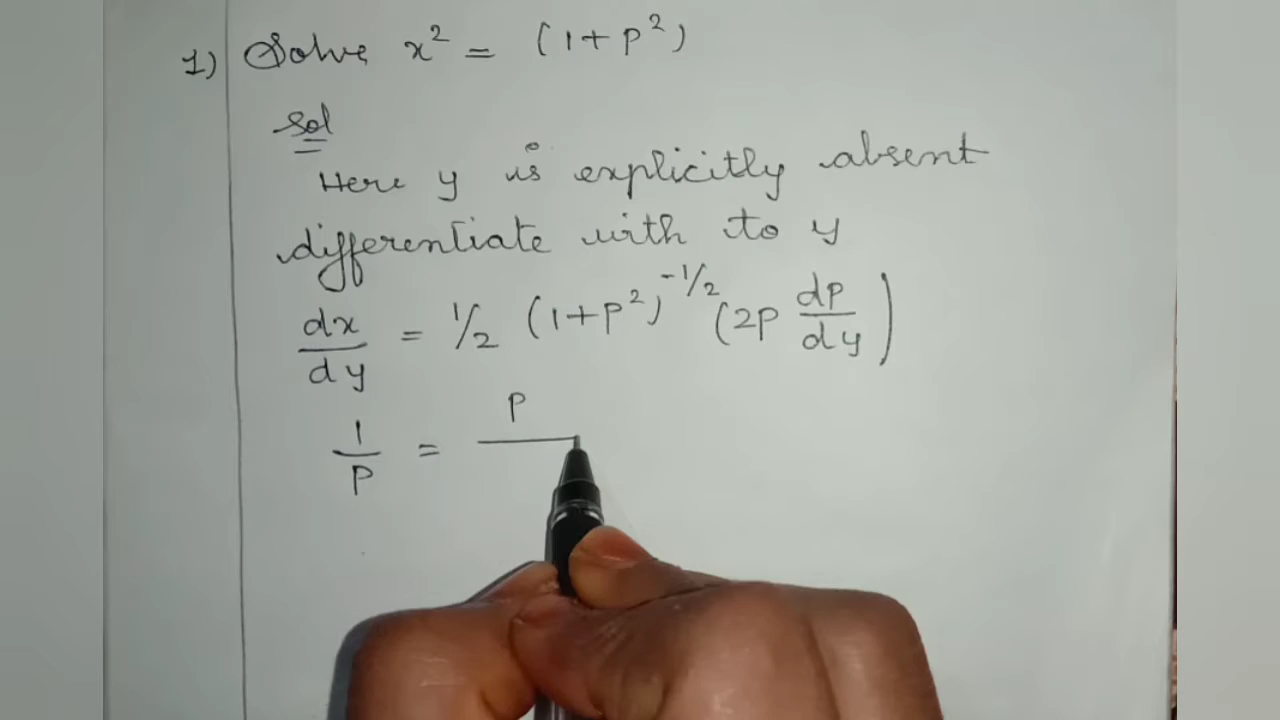 1) Solve x² = (1+p²)
Sol
Here y is explicitly absent
differentiate with to y
dx/dy = 1/2 (1+p²)^-1/2 (2p dp/dy)
1/p = p